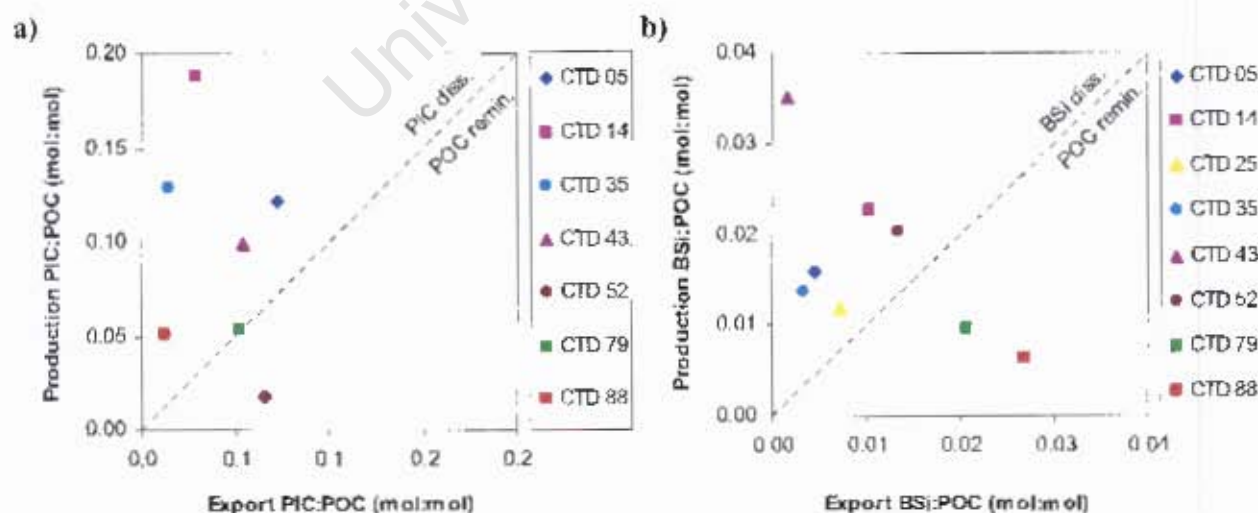 Univ
a)
0.20
0.15
0.10
0.05
0.00
0.0
0.1
0.1
0.2
0.2
Production PIC:POC (mol:mol)
Export PIC:POC (mol:mol)
PIC diss.
POC remin.
CTD 05
CTD 14
CTD 35
CTD 43
CTD 52
CTD 79
CTD 88
b)
0.04
0.03
0.02
0.01
0.00
0.00
0.01
0.02
0.03
0.04
Production BSi:POC (mol:mol)
Export BSi:POC (mol:mol)
BSi diss.
POC remin.
CTD 05
CTD 14
CTD 25
CTD 35
CTD 43
CTD 52
CTD 79
CTD 88